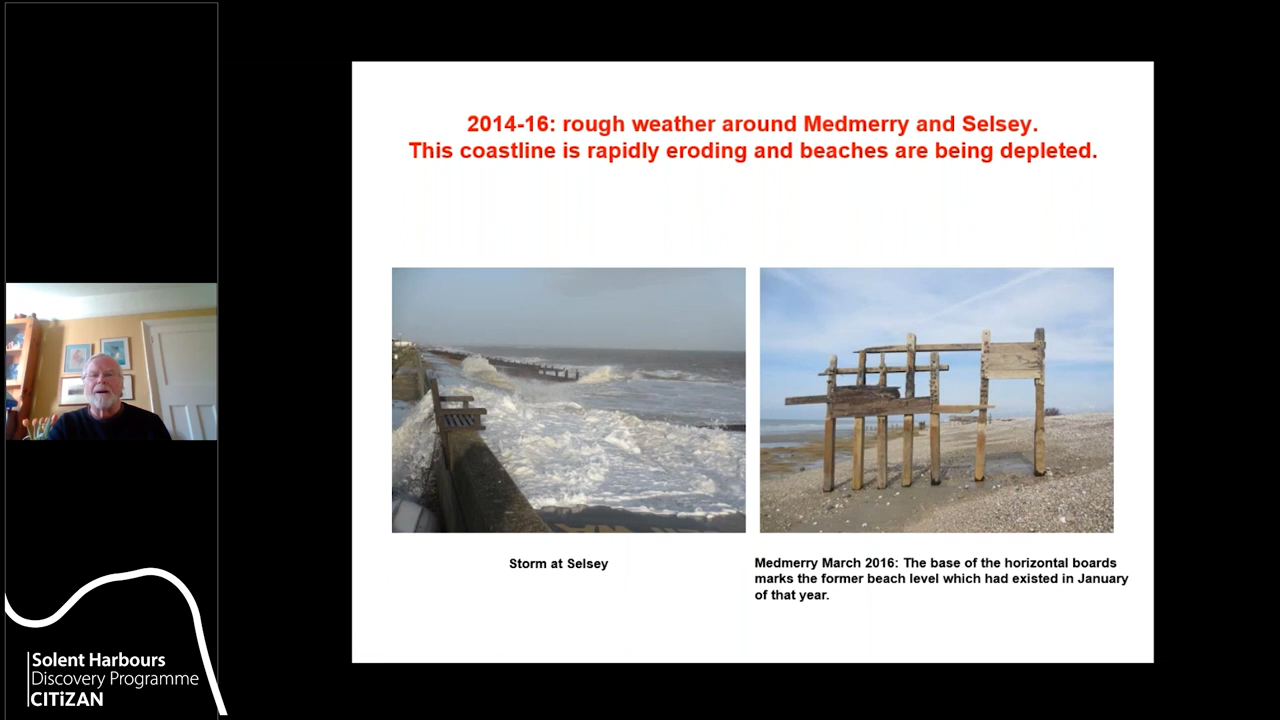 2014-16: rough weather around Medmerry and Selsey.
This coastline is rapidly eroding and beaches are being depleted.
Storm at Selsey
Medmerry March 2016: The base of the horizontal boards
marks the former beach level which had existed in January
of that year.
Solent Harbours
Discovery Programme
CITiZAN